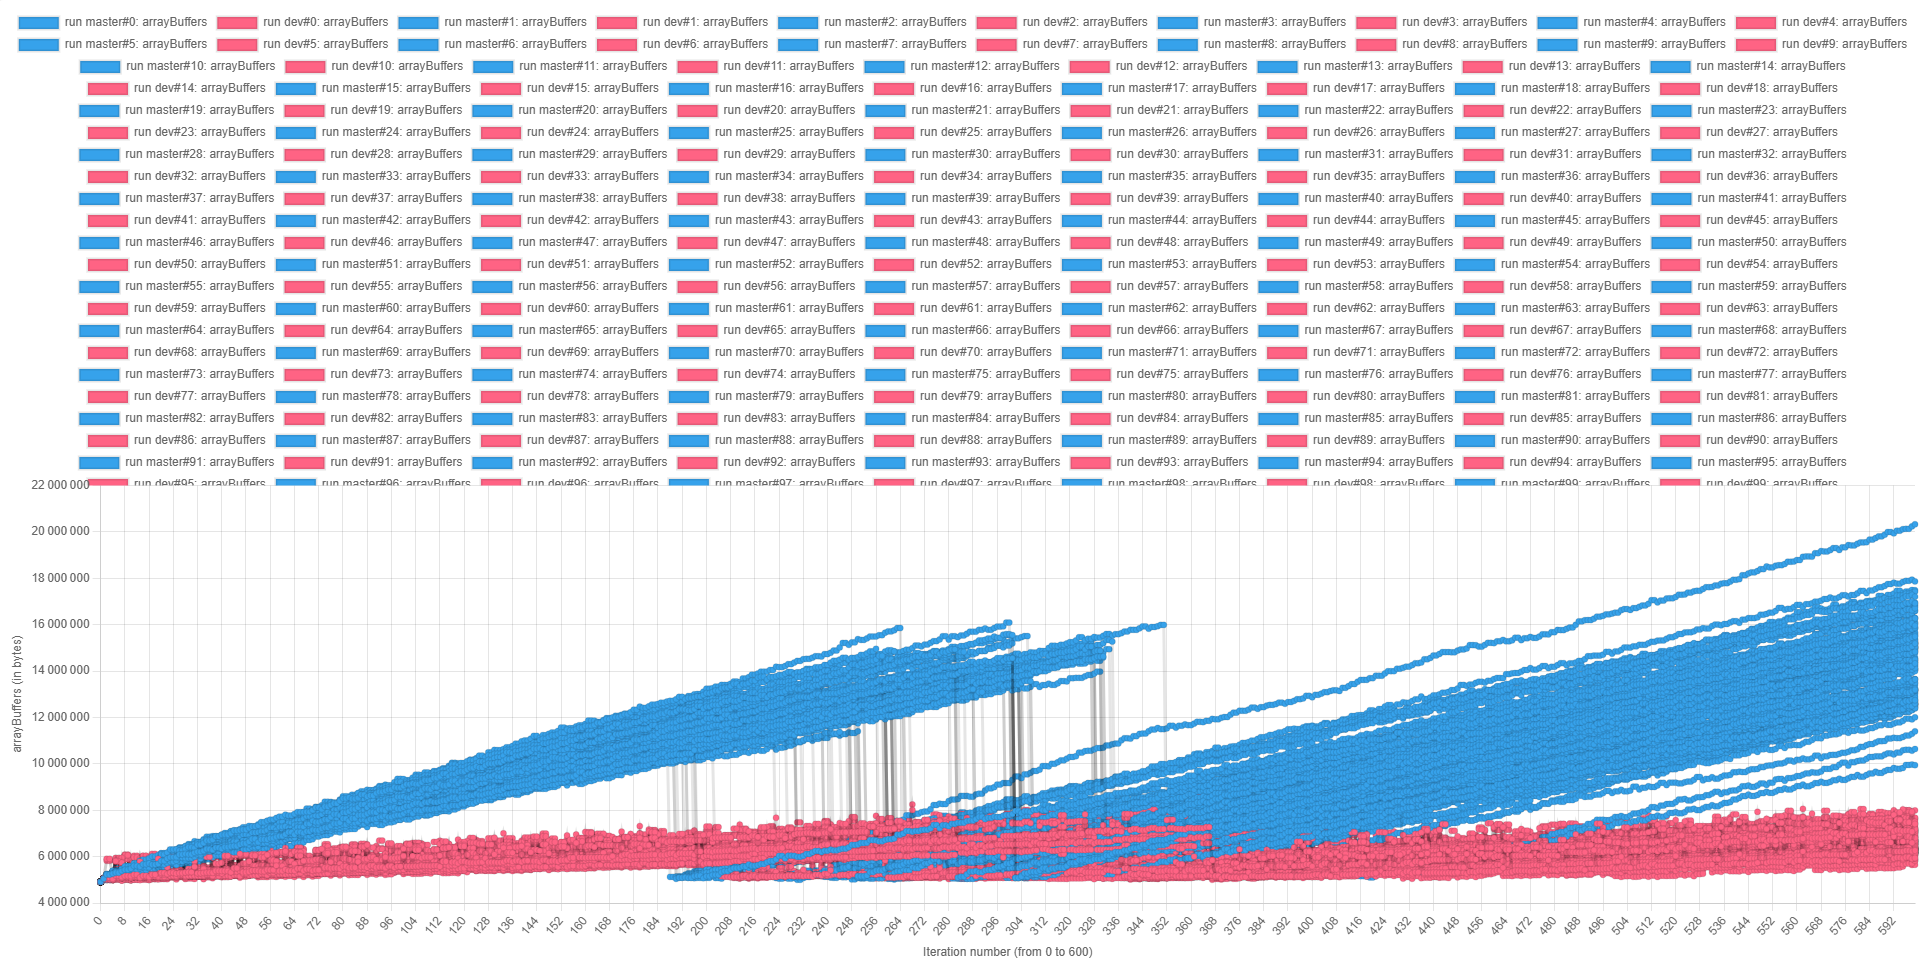 run master#0: arrayBuffers run dev#0: arrayBuffers run master#1: arrayBuffers run dev#1: arrayBuffers run master#2: arrayBuffers run dev#2: arrayBuffers run master#3: arrayBuffers run dev#3: arrayBuffers run master#4: arrayBuffers run dev#4: arrayBuffers
run master#5: arrayBuffers run dev#5: arrayBuffers run master#6: arrayBuffers run dev#6: arrayBuffers run master#7: arrayBuffers run dev#7: arrayBuffers run master#8: arrayBuffers run dev#8: arrayBuffers run master#9: arrayBuffers run dev#9: arrayBuffers
run master#10: arrayBuffers run dev#10: arrayBuffers run master#11: arrayBuffers run dev#11: arrayBuffers run master#12: arrayBuffers run dev#12: arrayBuffers run master#13: arrayBuffers run dev#13: arrayBuffers run master#14: arrayBuffers
run dev#14: arrayBuffers run master#15: arrayBuffers run dev#15: arrayBuffers run master#16: arrayBuffers run dev#16: arrayBuffers run master#17: arrayBuffers run dev#17: arrayBuffers run master#18: arrayBuffers run dev#18: arrayBuffers
run master#19: arrayBuffers run dev#19: arrayBuffers run master#20: arrayBuffers run dev#20: arrayBuffers run master#21: arrayBuffers run dev#21: arrayBuffers run master#22: arrayBuffers run dev#22: arrayBuffers run master#23: arrayBuffers
run dev#23: arrayBuffers run master#24: arrayBuffers run dev#24: arrayBuffers run master#25: arrayBuffers run dev#25: arrayBuffers run master#26: arrayBuffers run dev#26: arrayBuffers run master#27: arrayBuffers run dev#27: arrayBuffers
run master#28: arrayBuffers run dev#28: arrayBuffers run master#29: arrayBuffers run dev#29: arrayBuffers run master#30: arrayBuffers run dev#30: arrayBuffers run master#31: arrayBuffers run dev#31: arrayBuffers run master#32: arrayBuffers
run dev#32: arrayBuffers run master#33: arrayBuffers run dev#33: arrayBuffers run master#34: arrayBuffers run dev#34: arrayBuffers run master#35: arrayBuffers run dev#35: arrayBuffers run master#36: arrayBuffers run dev#36: arrayBuffers
run master#37: arrayBuffers run dev#37: arrayBuffers run master#38: arrayBuffers run dev#38: arrayBuffers run master#39: arrayBuffers run dev#39: arrayBuffers run master#40: arrayBuffers run dev#40: arrayBuffers run master#41: arrayBuffers
run dev#41: arrayBuffers run master#42: arrayBuffers run dev#42: arrayBuffers run master#43: arrayBuffers run dev#43: arrayBuffers run master#44: arrayBuffers run dev#44: arrayBuffers run master#45: arrayBuffers run dev#45: arrayBuffers
run master#46: arrayBuffers run dev#46: arrayBuffers run master#47: arrayBuffers run dev#47: arrayBuffers run master#48: arrayBuffers run dev#48: arrayBuffers run master#49: arrayBuffers run dev#49: arrayBuffers run master#50: arrayBuffers
run dev#50: arrayBuffers run master#51: arrayBuffers run dev#51: arrayBuffers run master#52: arrayBuffers run dev#52: arrayBuffers run master#53: arrayBuffers run dev#53: arrayBuffers run master#54: arrayBuffers run dev#54: arrayBuffers
run master#55: arrayBuffers run dev#55: arrayBuffers run master#56: arrayBuffers run dev#56: arrayBuffers run master#57: arrayBuffers run dev#57: arrayBuffers run master#58: arrayBuffers run dev#58: arrayBuffers run master#59: arrayBuffers
run dev#59: arrayBuffers run master#60: arrayBuffers run dev#60: arrayBuffers run master#61: arrayBuffers run dev#61: arrayBuffers run master#62: arrayBuffers run dev#62: arrayBuffers run master#63: arrayBuffers run dev#63: arrayBuffers
run master#64: arrayBuffers run dev#64: arrayBuffers run master#65: arrayBuffers run dev#65: arrayBuffers run master#66: arrayBuffers run dev#66: arrayBuffers run master#67: arrayBuffers run dev#67: arrayBuffers run master#68: arrayBuffers
run dev#68: arrayBuffers run master#69: arrayBuffers run dev#69: arrayBuffers run master#70: arrayBuffers run dev#70: arrayBuffers run master#71: arrayBuffers run dev#71: arrayBuffers run master#72: arrayBuffers run dev#72: arrayBuffers
run master#73: arrayBuffers run dev#73: arrayBuffers run master#74: arrayBuffers run dev#74: arrayBuffers run master#75: arrayBuffers run dev#75: arrayBuffers run master#76: arrayBuffers run dev#76: arrayBuffers run master#77: arrayBuffers
run dev#77: arrayBuffers run master#78: arrayBuffers run dev#78: arrayBuffers run master#79: arrayBuffers run dev#79: arrayBuffers run master#80: arrayBuffers run dev#80: arrayBuffers run master#81: arrayBuffers run dev#81: arrayBuffers
run master#82: arrayBuffers run dev#82: arrayBuffers run master#83: arrayBuffers run dev#83: arrayBuffers run master#84: arrayBuffers run dev#84: arrayBuffers run master#85: arrayBuffers run dev#85: arrayBuffers run master#86: arrayBuffers
run dev#86: arrayBuffers run master#87: arrayBuffers run dev#87: arrayBuffers run master#88: arrayBuffers run dev#88: arrayBuffers run master#89: arrayBuffers run dev#89: arrayBuffers run master#90: arrayBuffers run dev#90: arrayBuffers
run master#91: arrayBuffers run dev#91: arrayBuffers run master#92: arrayBuffers run dev#92: arrayBuffers run master#93: arrayBuffers run dev#93: arrayBuffers run master#94: arrayBuffers run dev#94: arrayBuffers run master#95: arrayBuffers
run dev#95: arrayBuffers run master#96: arrayBuffers run dev#96: arrayBuffers run master#97: arrayBuffers run dev#97: arrayBuffers run master#98: arrayBuffers run dev#98: arrayBuffers run master#99: arrayBuffers run dev#99: arrayBuffers
22 000 000
20 000 000
18 000 000
16 000 000
14 000 000
12 000 000
10 000 000
8 000 000
6 000 000
4 000 000
arrayBuffers (in bytes)
0 8 16 24 32 40 48 56 64 72 80 88 96 104 112 120 128 136 144 152 160 168 176 184 192 200 208 216 224 232 240 248 256 264 272 280 288 296 304 312 320 328 336 344 352 360 368 376 384 392 400 408 416 424 432 440 448 456 464 472 480 488 496 504 512 520 528 536 544 552 560 568 576 584 592
Iteration number (from 0 to 600)